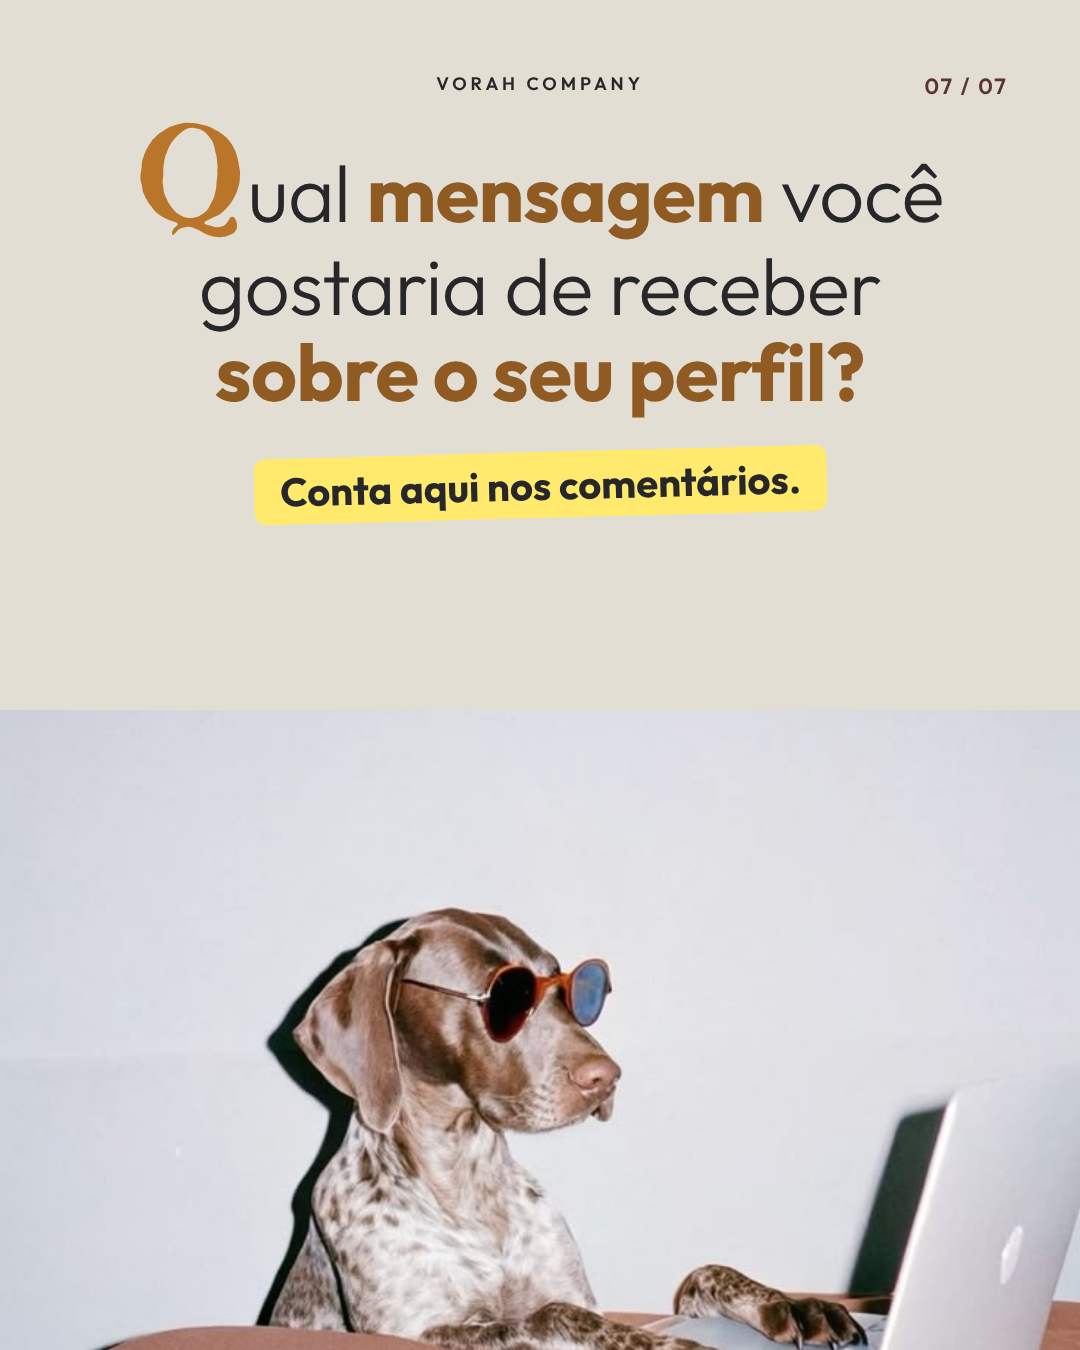 VORAH COMPANY
07 / 07
Qual mensagem você
gostaria de receber
sobre o seu perfil?
Conta aqui nos comentários.